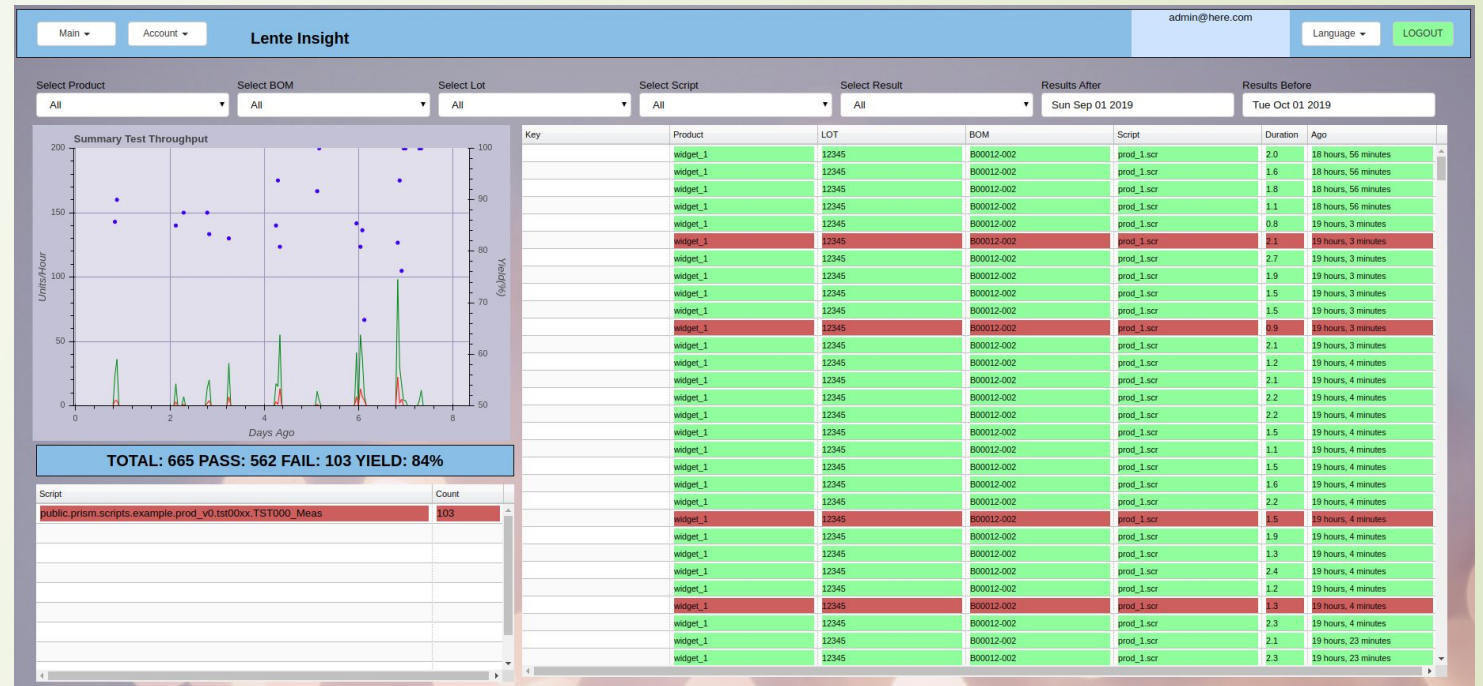 Main Account Lente Insight admin@here.com Language LOGOUT
Select Product Select BOM Select Lot Select Script Select Result Results After Results Before
All All All All All Sun Sep 01 2019 Tue Oct 01 2019
Summary Test Throughput
200
150
100
50
0
Units/Hour
100
90
80
70
60
50
Yield(%)
0 2 4 6 8
Days Ago
TOTAL: 665 PASS: 562 FAIL: 103 YIELD: 84%
Script Count
public.prism.scripts.example.prod_v0.tst00xx.TST000_Meas 103
Key Product LOT BOM Script Duration Ago
widget_1 12345 B00012-002 prod_1.scr 2.0 18 hours, 56 minutes
widget_1 12345 B00012-002 prod_1.scr 1.6 18 hours, 56 minutes
widget_1 12345 B00012-002 prod_1.scr 1.8 18 hours, 56 minutes
widget_1 12345 B00012-002 prod_1.scr 1.1 18 hours, 56 minutes
widget_1 12345 B00012-002 prod_1.scr 0.8 19 hours, 3 minutes
widget_1 12345 B00012-002 prod_1.scr 2.1 19 hours, 3 minutes
widget_1 12345 B00012-002 prod_1.scr 2.7 19 hours, 3 minutes
widget_1 12345 B00012-002 prod_1.scr 1.9 19 hours, 3 minutes
widget_1 12345 B00012-002 prod_1.scr 1.5 19 hours, 3 minutes
widget_1 12345 B00012-002 prod_1.scr 1.5 19 hours, 3 minutes
widget_1 12345 B00012-002 prod_1.scr 0.9 19 hours, 3 minutes
widget_1 12345 B00012-002 prod_1.scr 2.1 19 hours, 3 minutes
widget_1 12345 B00012-002 prod_1.scr 1.2 19 hours, 4 minutes
widget_1 12345 B00012-002 prod_1.scr 2.1 19 hours, 4 minutes
widget_1 12345 B00012-002 prod_1.scr 2.2 19 hours, 4 minutes
widget_1 12345 B00012-002 prod_1.scr 2.2 19 hours, 4 minutes
widget_1 12345 B00012-002 prod_1.scr 1.5 19 hours, 4 minutes
widget_1 12345 B00012-002 prod_1.scr 1.1 19 hours, 4 minutes
widget_1 12345 B00012-002 prod_1.scr 1.5 19 hours, 4 minutes
widget_1 12345 B00012-002 prod_1.scr 1.6 19 hours, 4 minutes
widget_1 12345 B00012-002 prod_1.scr 2.2 19 hours, 4 minutes
widget_1 12345 B00012-002 prod_1.scr 1.5 19 hours, 4 minutes
widget_1 12345 B00012-002 prod_1.scr 1.9 19 hours, 4 minutes
widget_1 12345 B00012-002 prod_1.scr 1.3 19 hours, 4 minutes
widget_1 12345 B00012-002 prod_1.scr 2.4 19 hours, 4 minutes
widget_1 12345 B00012-002 prod_1.scr 1.2 19 hours, 4 minutes
widget_1 12345 B00012-002 prod_1.scr 1.3 19 hours, 4 minutes
widget_1 12345 B00012-002 prod_1.scr 2.3 19 hours, 4 minutes
widget_1 12345 B00012-002 prod_1.scr 2.1 19 hours, 23 minutes
widget_1 12345 B00012-002 prod_1.scr 2.3 19 hours, 23 minutes